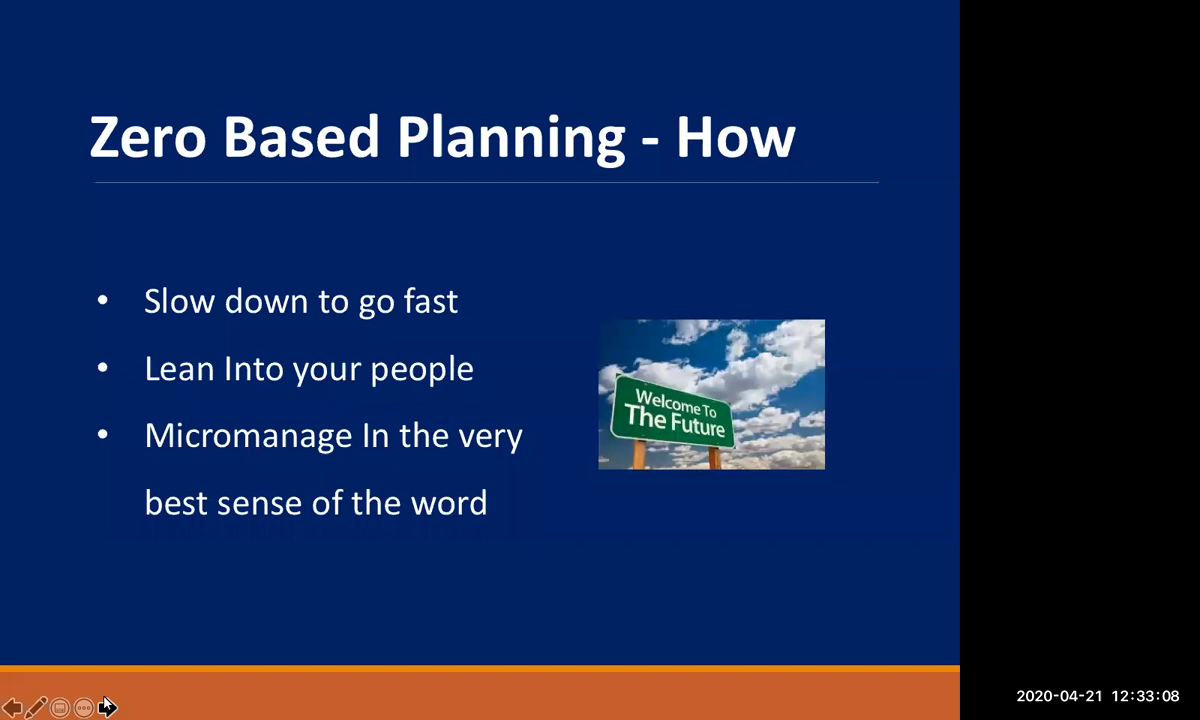 Zero Based Planning - How
• Slow down to go fast
• Lean Into your people
• Micromanage In the very
best sense of the word
Welcome To
The Future
2020-04-21 12:33:08